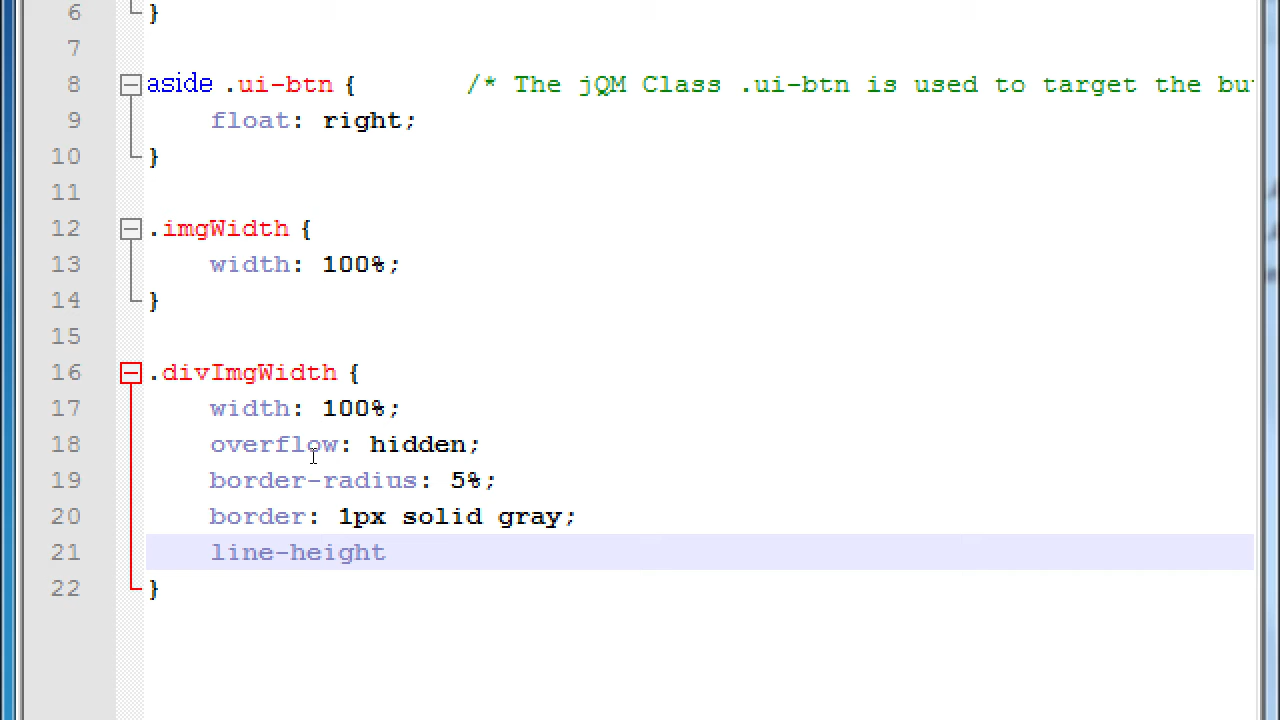 6 }
7
8 aside .ui-btn { /* The jQM Class .ui-btn is used to target the
9 float: right;
10 }
11
12 .imgWidth {
13 width: 100%;
14 }
15
16 .divImgWidth {
17 width: 100%;
18 overflow: hidden;
19 border-radius: 5%;
20 border: 1px solid gray;
21 line-height
22 }